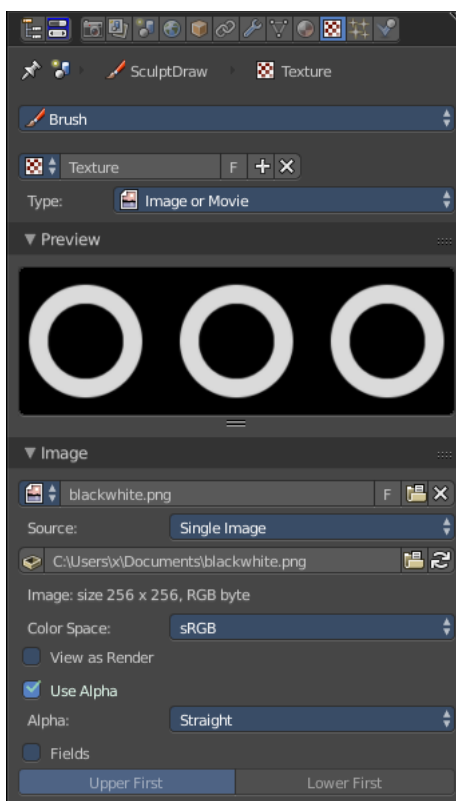 SculptDraw Texture
Brush
Texture F
Type: Image or Movie
Preview
Image
blackwhite.png F
Source: Single Image
C:\Users\x\Documents\blackwhite.png
Image: size 256 x 256, RGB byte
Color Space: sRGB
View as Render
Use Alpha
Alpha: Straight
Fields
Upper First Lower First